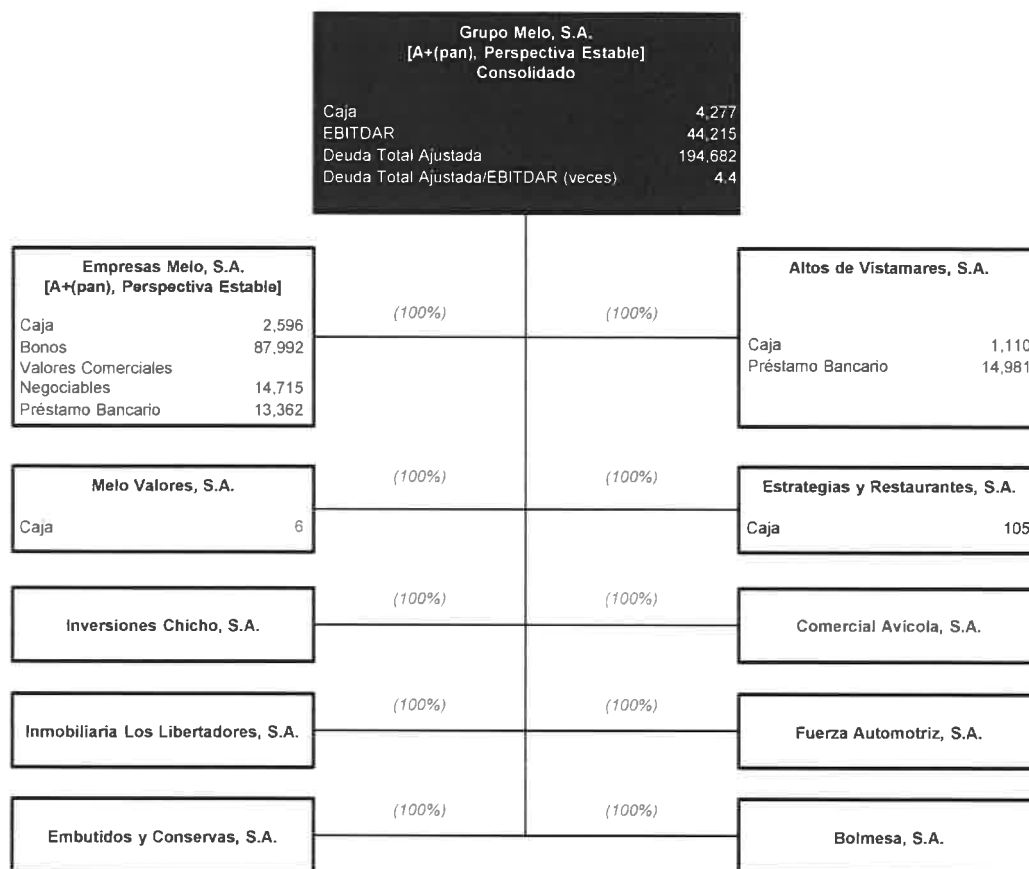 Grupo Melo, S.A.
[A+(pan), Perspectiva Estable]
Consolidado
Caja 4,277
EBITDAR 44,215
Deuda Total Ajustada 194,682
Deuda Total Ajustada/EBITDAR (veces) 4.4
Empresas Melo, S.A.
[A+(pan), Perspectiva Estable]
Caja 2,596
Bonos 87,992
Valores Comerciales
Negociables 14,715
Préstamo Bancario 13,362
(100%) (100%)
Altos de Vistamares, S.A.
Caja 1,110
Préstamo Bancario 14,981
Melo Valores, S.A.
Caja 6
(100%) (100%)
Estrategias y Restaurantes, S.A.
Caja 105
Inversiones Chicho, S.A.
(100%) (100%)
Comercial Avícola, S.A.
Inmobiliaria Los Libertadores, S.A.
(100%) (100%)
Fuerza Automotriz, S.A.
Embutidos y Conservas, S.A.
(100%) (100%)
Bolmesa, S.A.